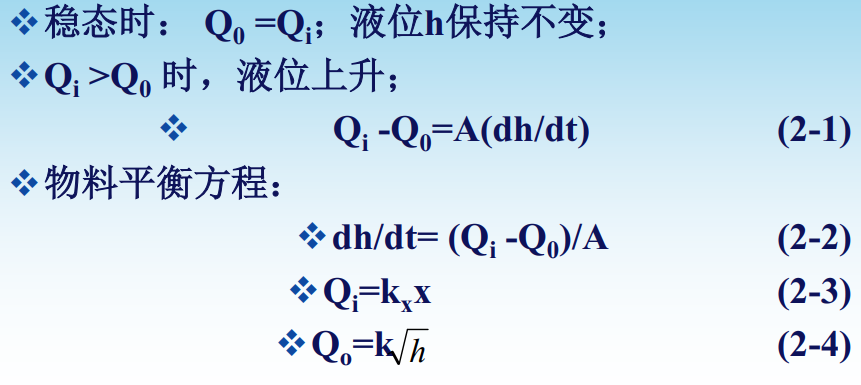 ❖稳态时： Q₀ =Qᵢ；液位h保持不变；
❖Qᵢ >Q₀ 时，液位上升；
❖ Qᵢ -Q₀=A(dh/dt) (2-1)
❖物料平衡方程：
❖dh/dt= (Qᵢ -Q₀)/A (2-2)
❖Qᵢ=kₓx (2-3)
❖Qₒ=k√h (2-4)